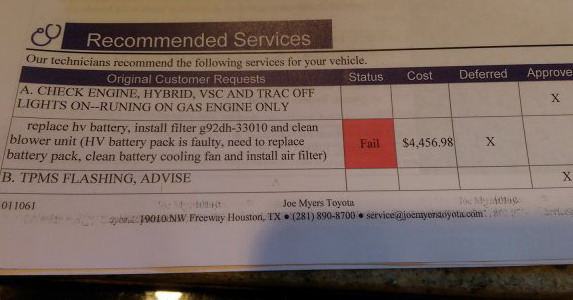 Recommended Services
Our technicians recommend the following services for your vehicle.
Original Customer Requests Status Cost Deferred Approve
A. CHECK ENGINE, HYBRID, VSC AND TRAC OFF
LIGHTS ON--RUNING ON GAS ENGINE ONLY X
replace hv battery, install filter g92dh-33010 and clean
blower unit (HV battery pack is faulty, need to replace Fail $4,456.98 X
battery pack, clean battery cooling fan and install air filter)
B. TPMS FLASHING, ADVISE X
011061 Joe Myers Toyota
19010 NW Freeway Houston, TX ● (281) 890-8700 ● service@joemyerstoyota.com